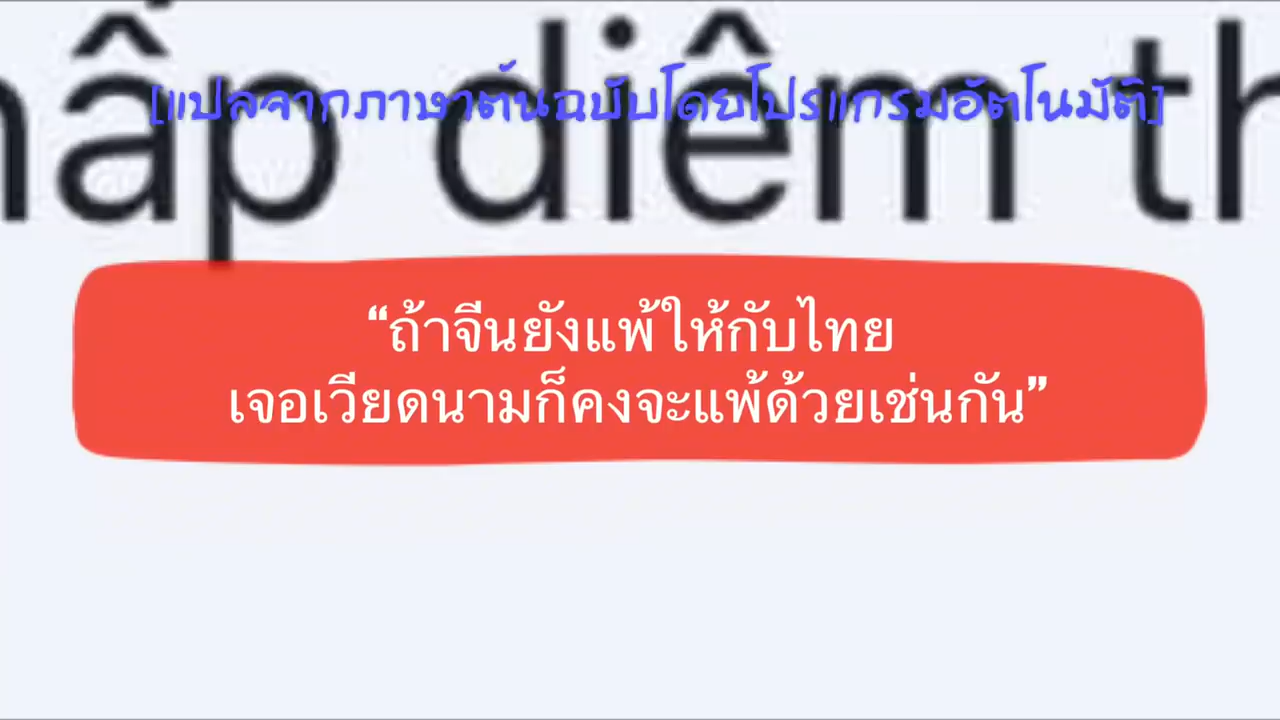 [แปลจากภาษาต้นฉบับโดยโปรแกรมอัตโนมัติ]
diêm
“ถ้าจีนยังแพ้ให้กับไทย
เจอเวียดนามก็คงจะแพ้ด้วยเช่นกัน”